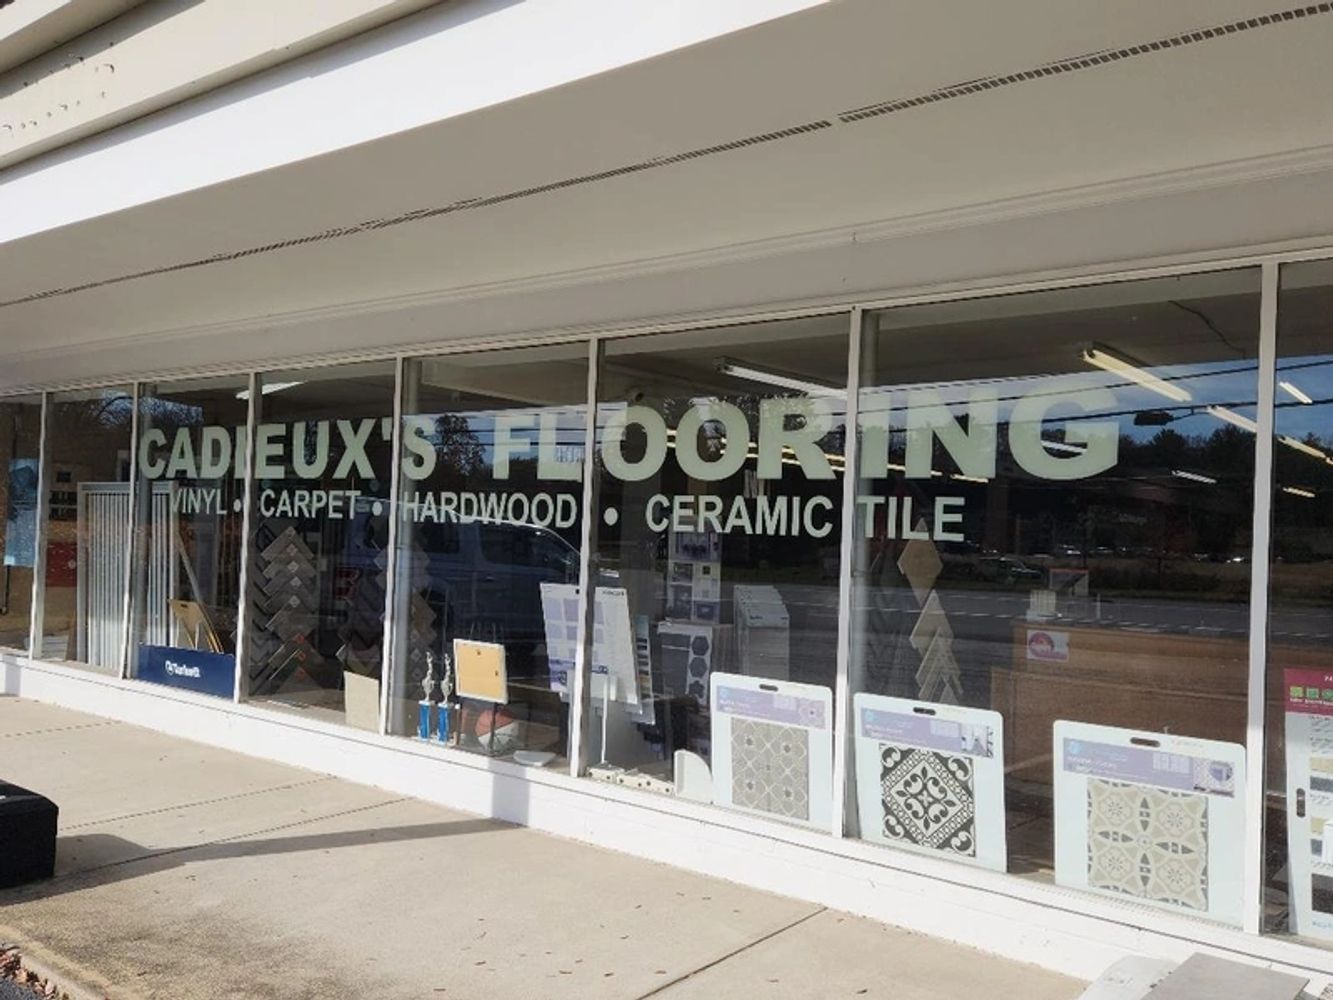 CADIEUX'S FLOORING
VINYL • CARPET • HARDWOOD • CERAMIC TILE